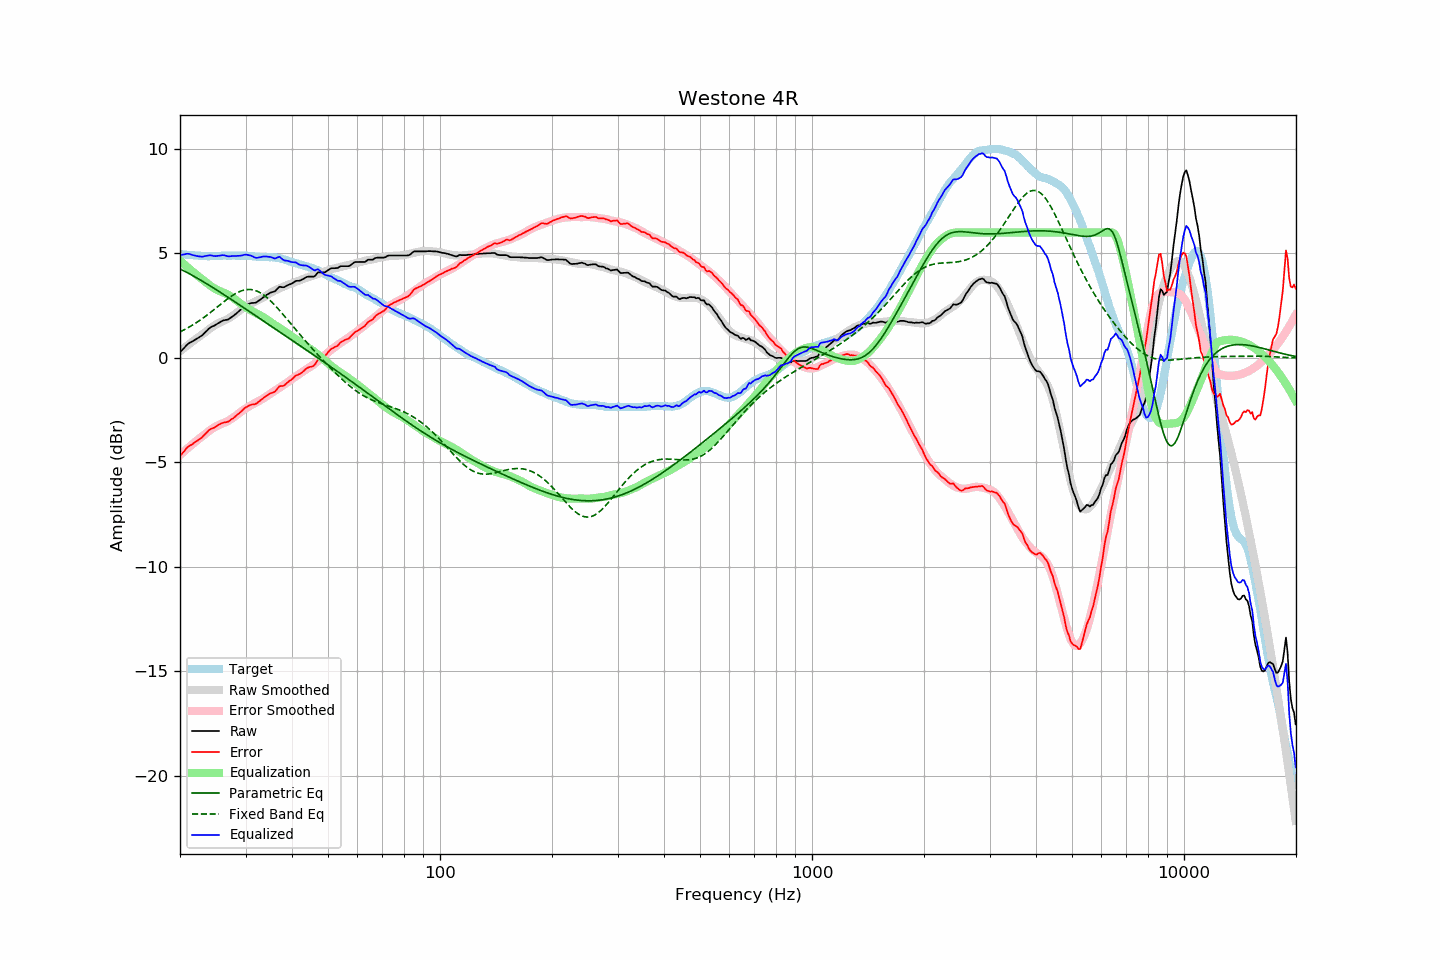 Westone 4R
10
5
0
−5
−10
−15
−20
Amplitude (dBr)
Target
Raw Smoothed
Error Smoothed
Raw
Error
Equalization
Parametric Eq
Fixed Band Eq
Equalized
100 1000 10000
Frequency (Hz)